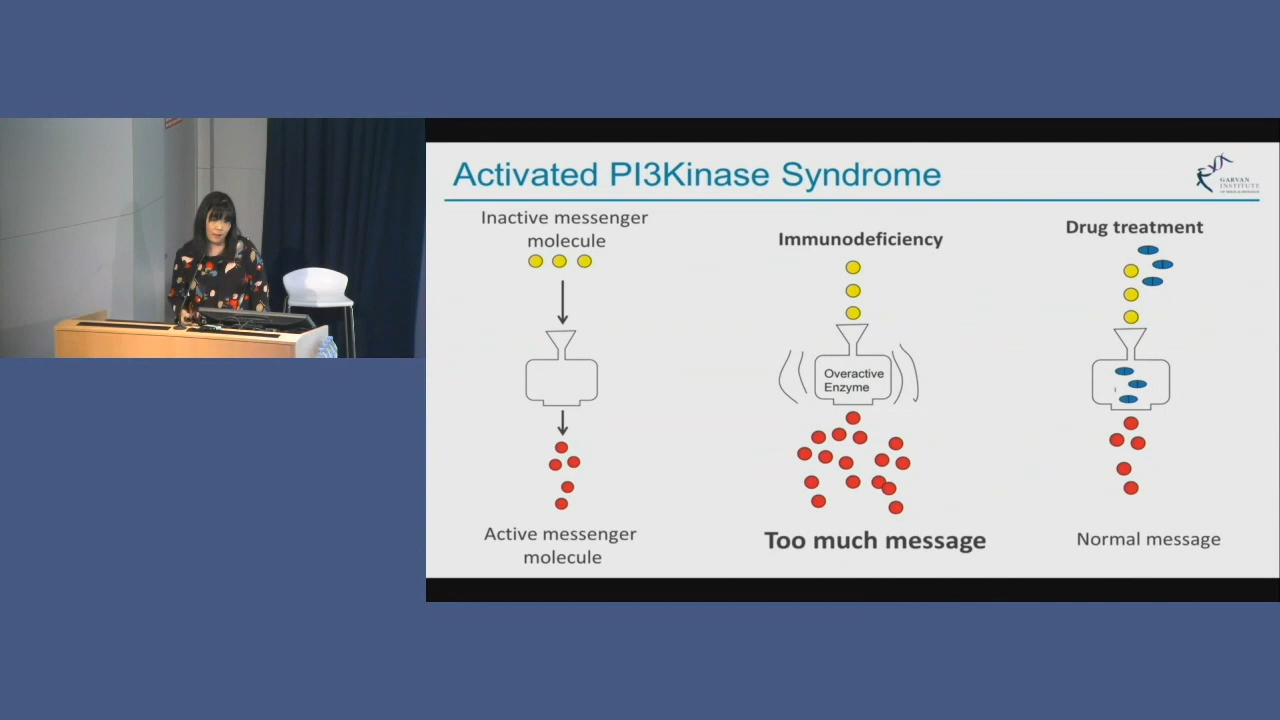 Activated PI3Kinase Syndrome
GARVAN
INSTITUTE
OF MEDICAL RESEARCH
Inactive messenger
molecule
Active messenger
molecule
Immunodeficiency
Overactive
Enzyme
Too much message
Drug treatment
Normal message